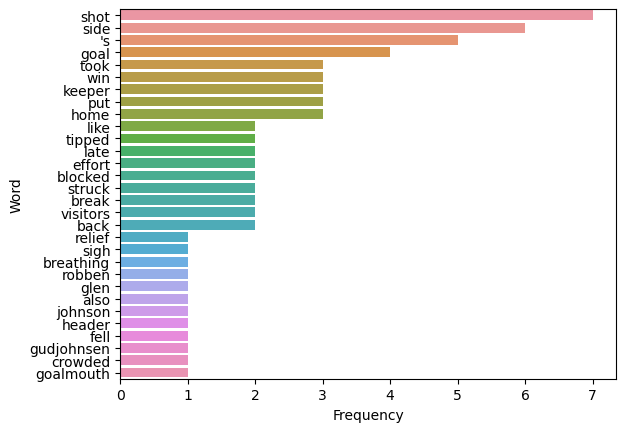 shot
side
's
goal
took
win
keeper
put
home
like
tipped
late
effort
blocked
struck
break
visitors
back
relief
sigh
breathing
robben
glen
also
johnson
header
fell
gudjohnsen
crowded
goalmouth
Word
0 1 2 3 4 5 6 7
Frequency